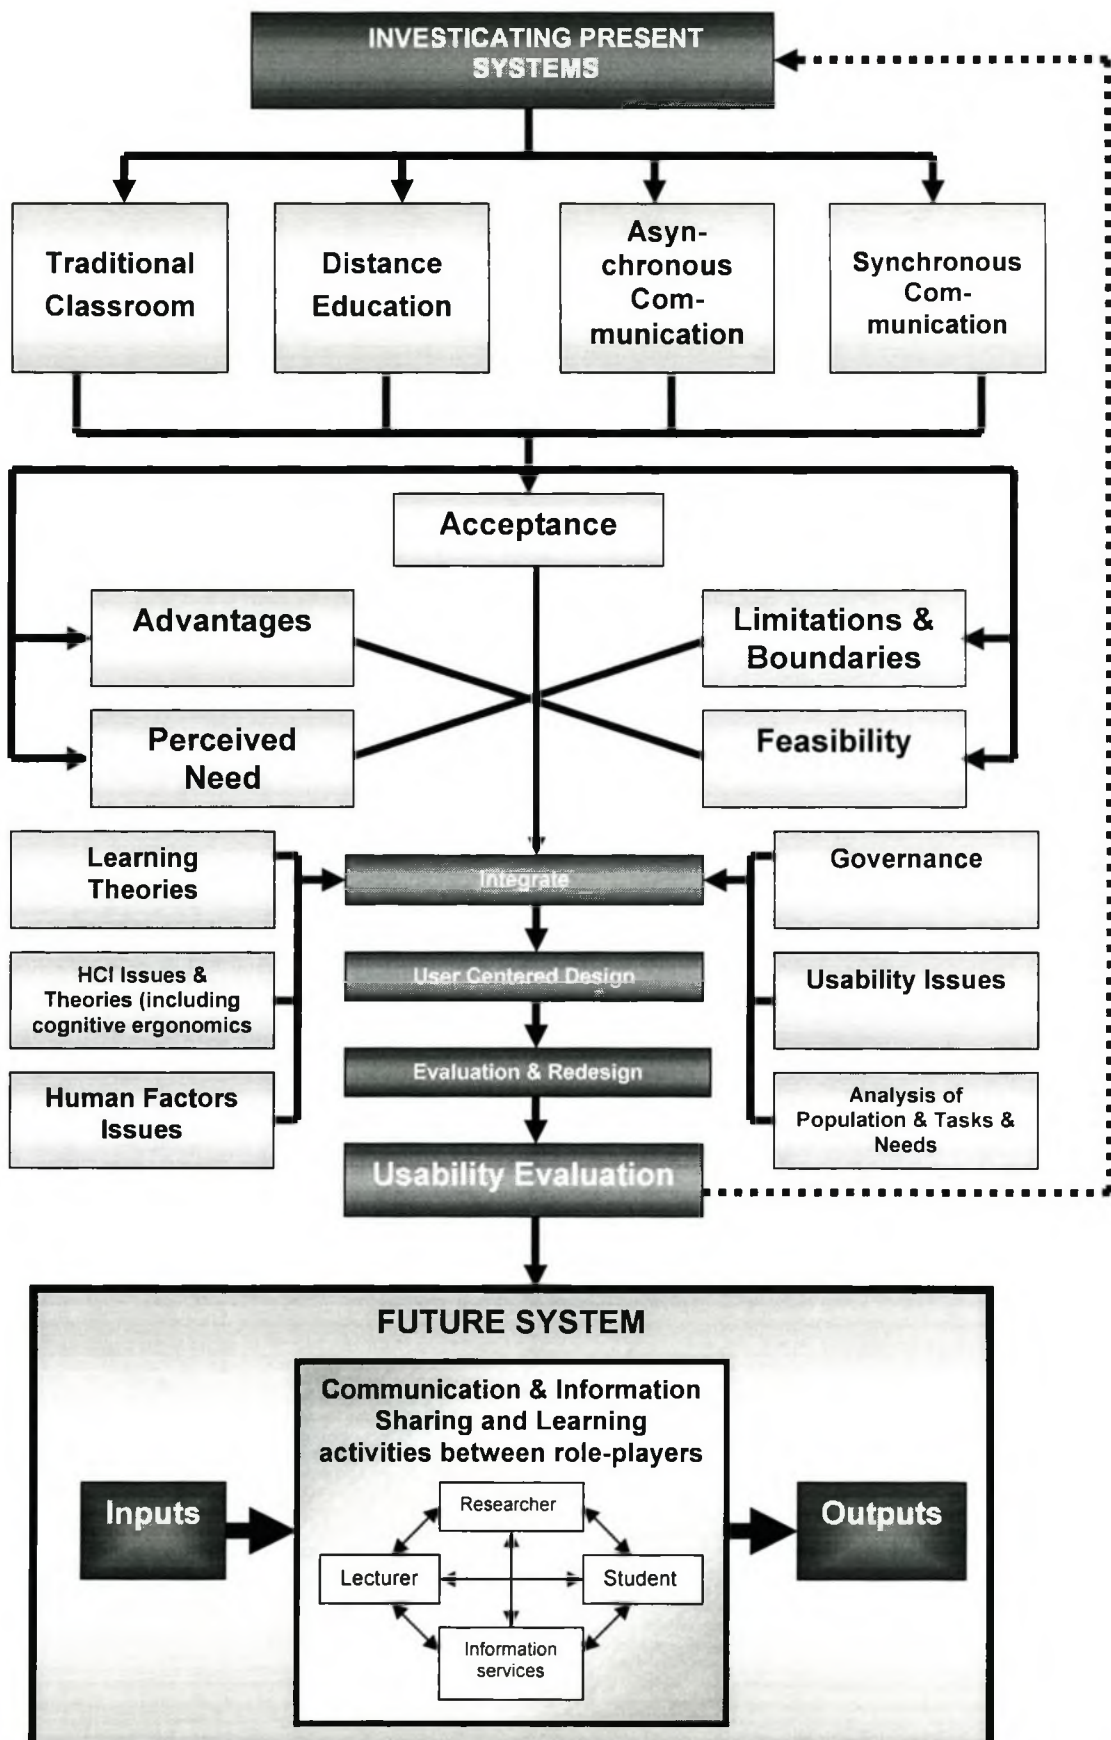 INVESTICATING PRESENT
SYSTEMS
Traditional
Classroom
Distance
Education
Asyn-
chronous
Com-
munication
Synchronous
Com-
munication
Acceptance
Advantages
Limitations &
Boundaries
Perceived
Need
Feasibility
Learning
Theories
Integrate
Governance
HCI Issues &
Theories (including
cognitive ergonomics
User Centered Design
Usability Issues
Evaluation & Redesign
Human Factors
Issues
Analysis of
Population & Tasks &
Needs
Usability Evaluation
FUTURE SYSTEM
Communication & Information
Sharing and Learning
activities between role-players
Inputs
Researcher
Lecturer
Student
Information
services
Outputs